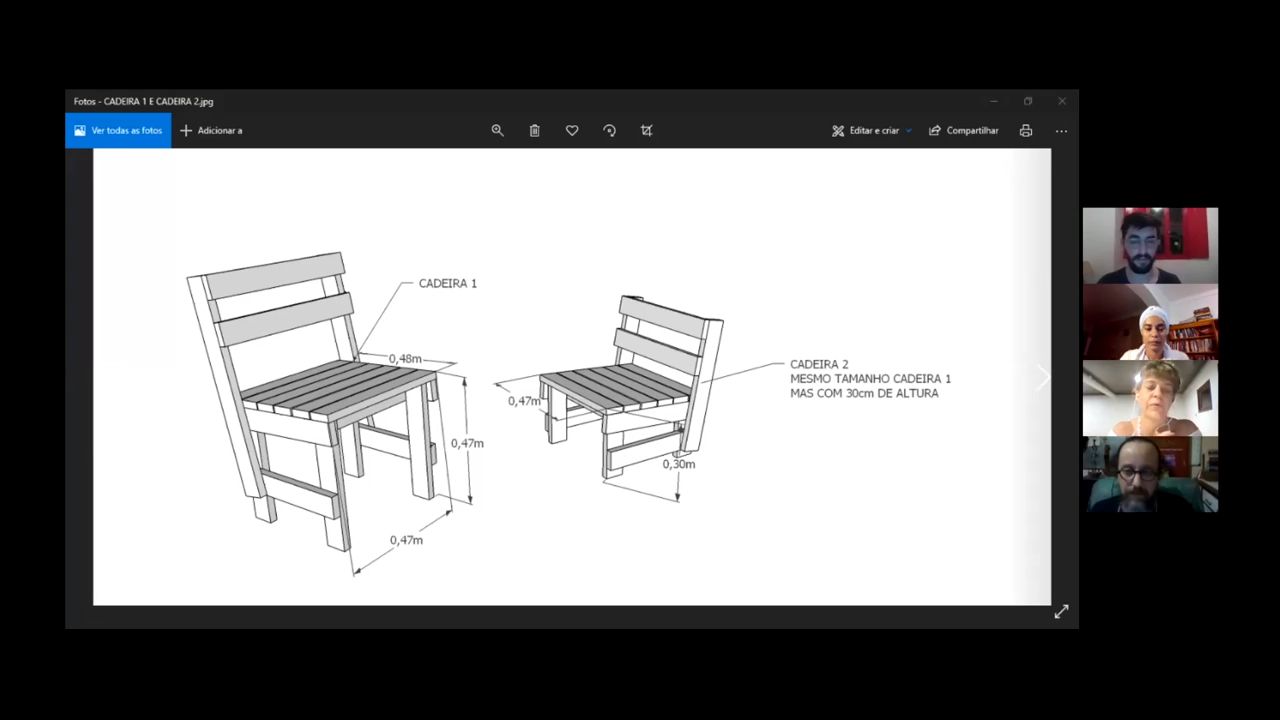 Fotos - CADEIRA 1 E CADEIRA 2.jpg
Ver todas as fotos
Adicionar a
Editar e criar
Compartilhar
CADEIRA 1
0,48m
0,47m
0,47m
0,47m
0,30m
CADEIRA 2
MESMO TAMANHO CADEIRA 1
MAS COM 30cm DE ALTURA